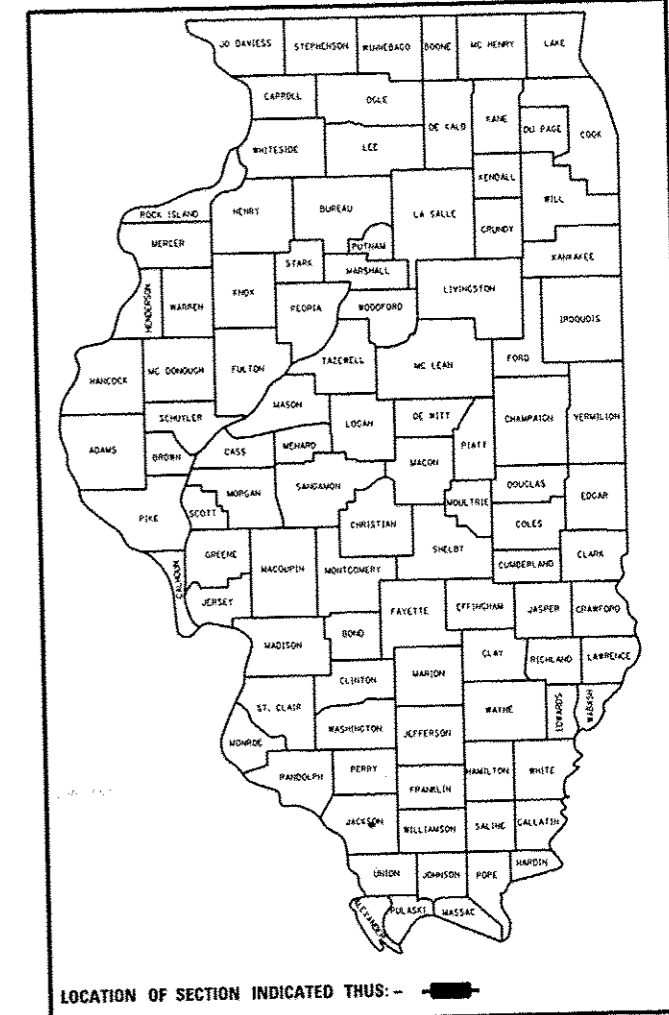 JO DAVIESS STEPHENSON WINNEBAGO BOONE MC HENRY LAKE
CARROLL OGLE DE KALB KANE DU PAGE COOK
WHITESIDE LEE KENDALL WILL
ROCK ISLAND HENRY BUREAU LA SALLE GRUNDY
MERCER PUTNAM KANKAKEE
STARK MARSHALL
HENDERSON WARREN KNOX PEORIA WOODFORD LIVINGSTON IROQUOIS
HANCOCK MC DONOUGH FULTON TAZEWELL MC LEAN FORD
SCHUYLER MASON LOGAN DE WITT PIATT CHAMPAIGN VERMILION
ADAMS BROWN CASS MENARD MACON
MORGAN SANGAMON DOUGLAS EDGAR
PIKE SCOTT CHRISTIAN MOULTRIE COLES
CALHOUN GREENE MACOUPIN MONTGOMERY SHELBY CUMBERLAND CLARK
JERSEY FAYETTE EFFINGHAM JASPER CRAWFORD
MADISON BOND CLAY RICHLAND LAWRENCE
CLINTON MARION
ST. CLAIR WASHINGTON JEFFERSON WAYNE EDWARDS WABASH
MONROE
RANDOLPH PERRY FRANKLIN HAMILTON WHITE
JACKSON WILLIAMSON SALINE GALLATIN
UNION JOHNSON POPE HARDIN
ALEXANDER PULASKI MASSAC
LOCATION OF SECTION INDICATED THUS: -